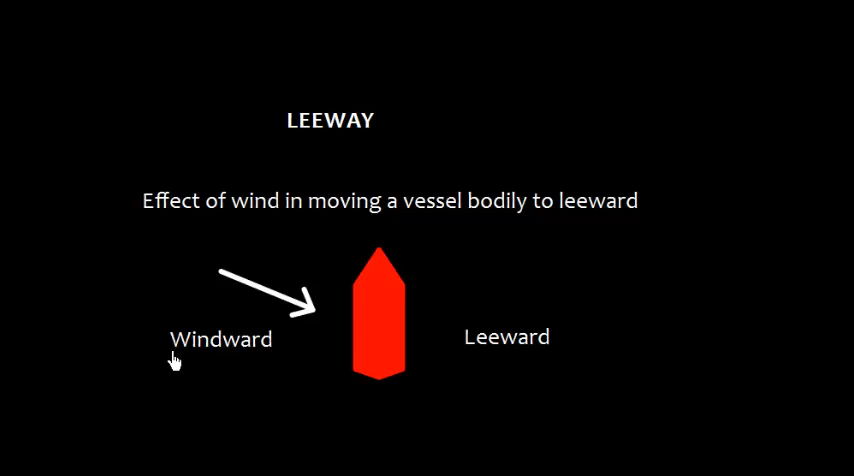 LEEWAY
Effect of wind in moving a vessel bodily to leeward
Windward
Leeward